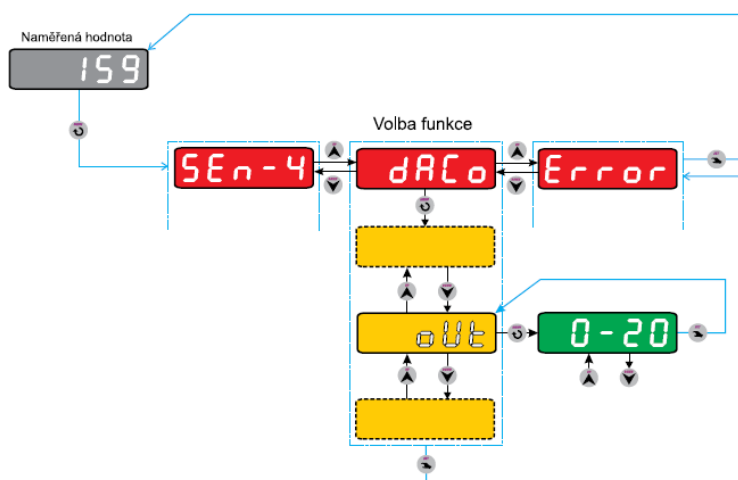 Naměřená hodnota
159
Volba funkce
SEn-4
dACo
Error
oUt
0-20